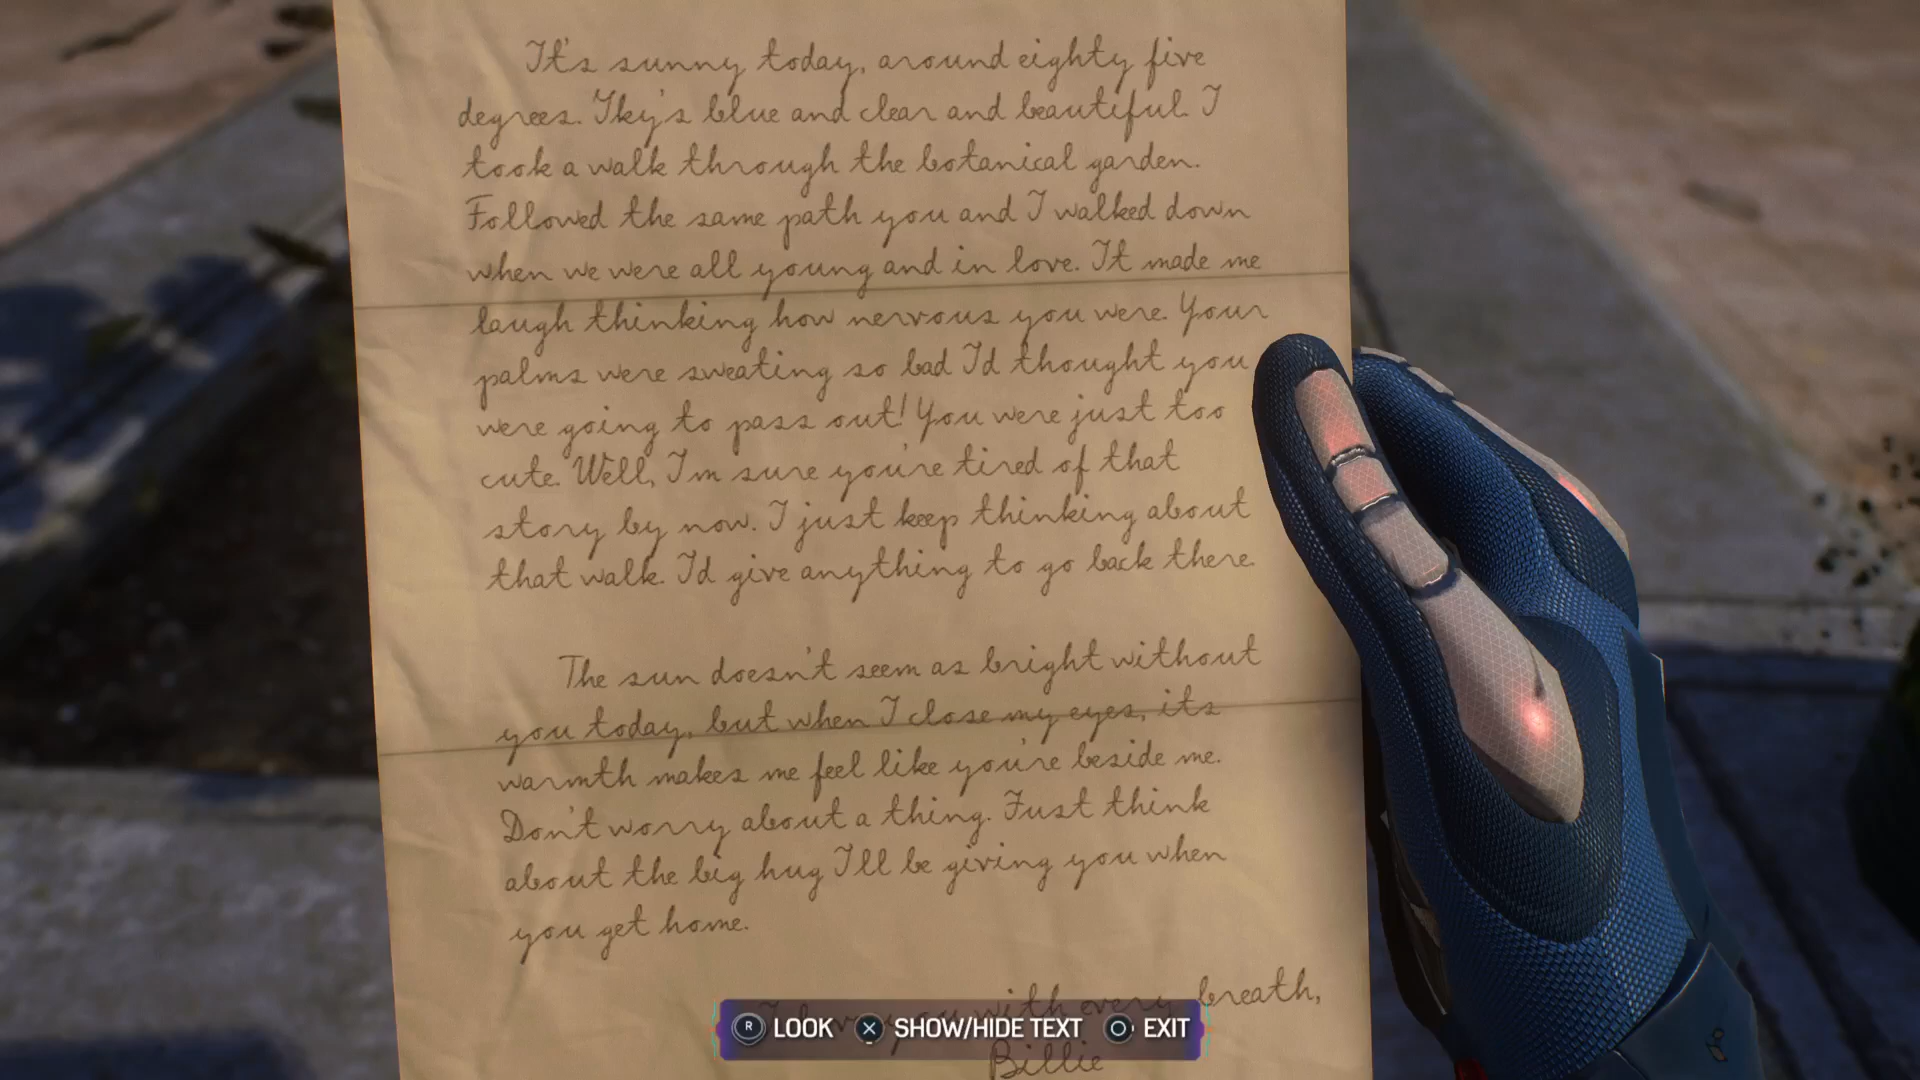 It's sunny today, around eighty five
degrees. Sky's blue and clear and beautiful. I
took a walk through the botanical garden.
Followed the same path you and I walked down
when we were all young and in love. It made me
laugh thinking how nervous you were. Your
palms were sweating so bad I'd thought you
were going to pass out! You were just too
cute. Well, I'm sure you're tired of that
story by now. I just keep thinking about
that walk. I'd give anything to go back there.
The sun doesn't seem as bright without
you today, but when I close my eyes, its
warmth makes me feel like you're beside me.
Don't worry about a thing. Just think
about the big hug I'll be giving you when
you get home.
I love you with every breath,
R LOOK SHOW/HIDE TEXT EXIT
Billie